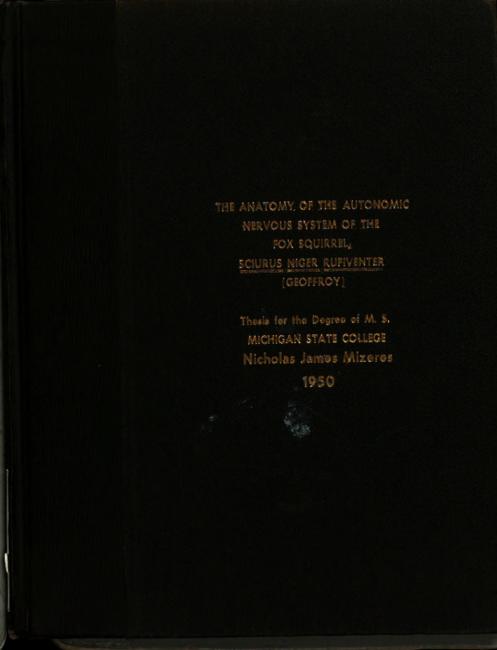 THE ANATOMY OF THE AUTONOMIC
NERVOUS SYSTEM OF THE
FOX SQUIRREL,
SCIURUS NIGER RUFIVENTER
(GEOFFROY)
Thesis for the Degree of M. S.
MICHIGAN STATE COLLEGE
Nicholas James Mizeres
1950